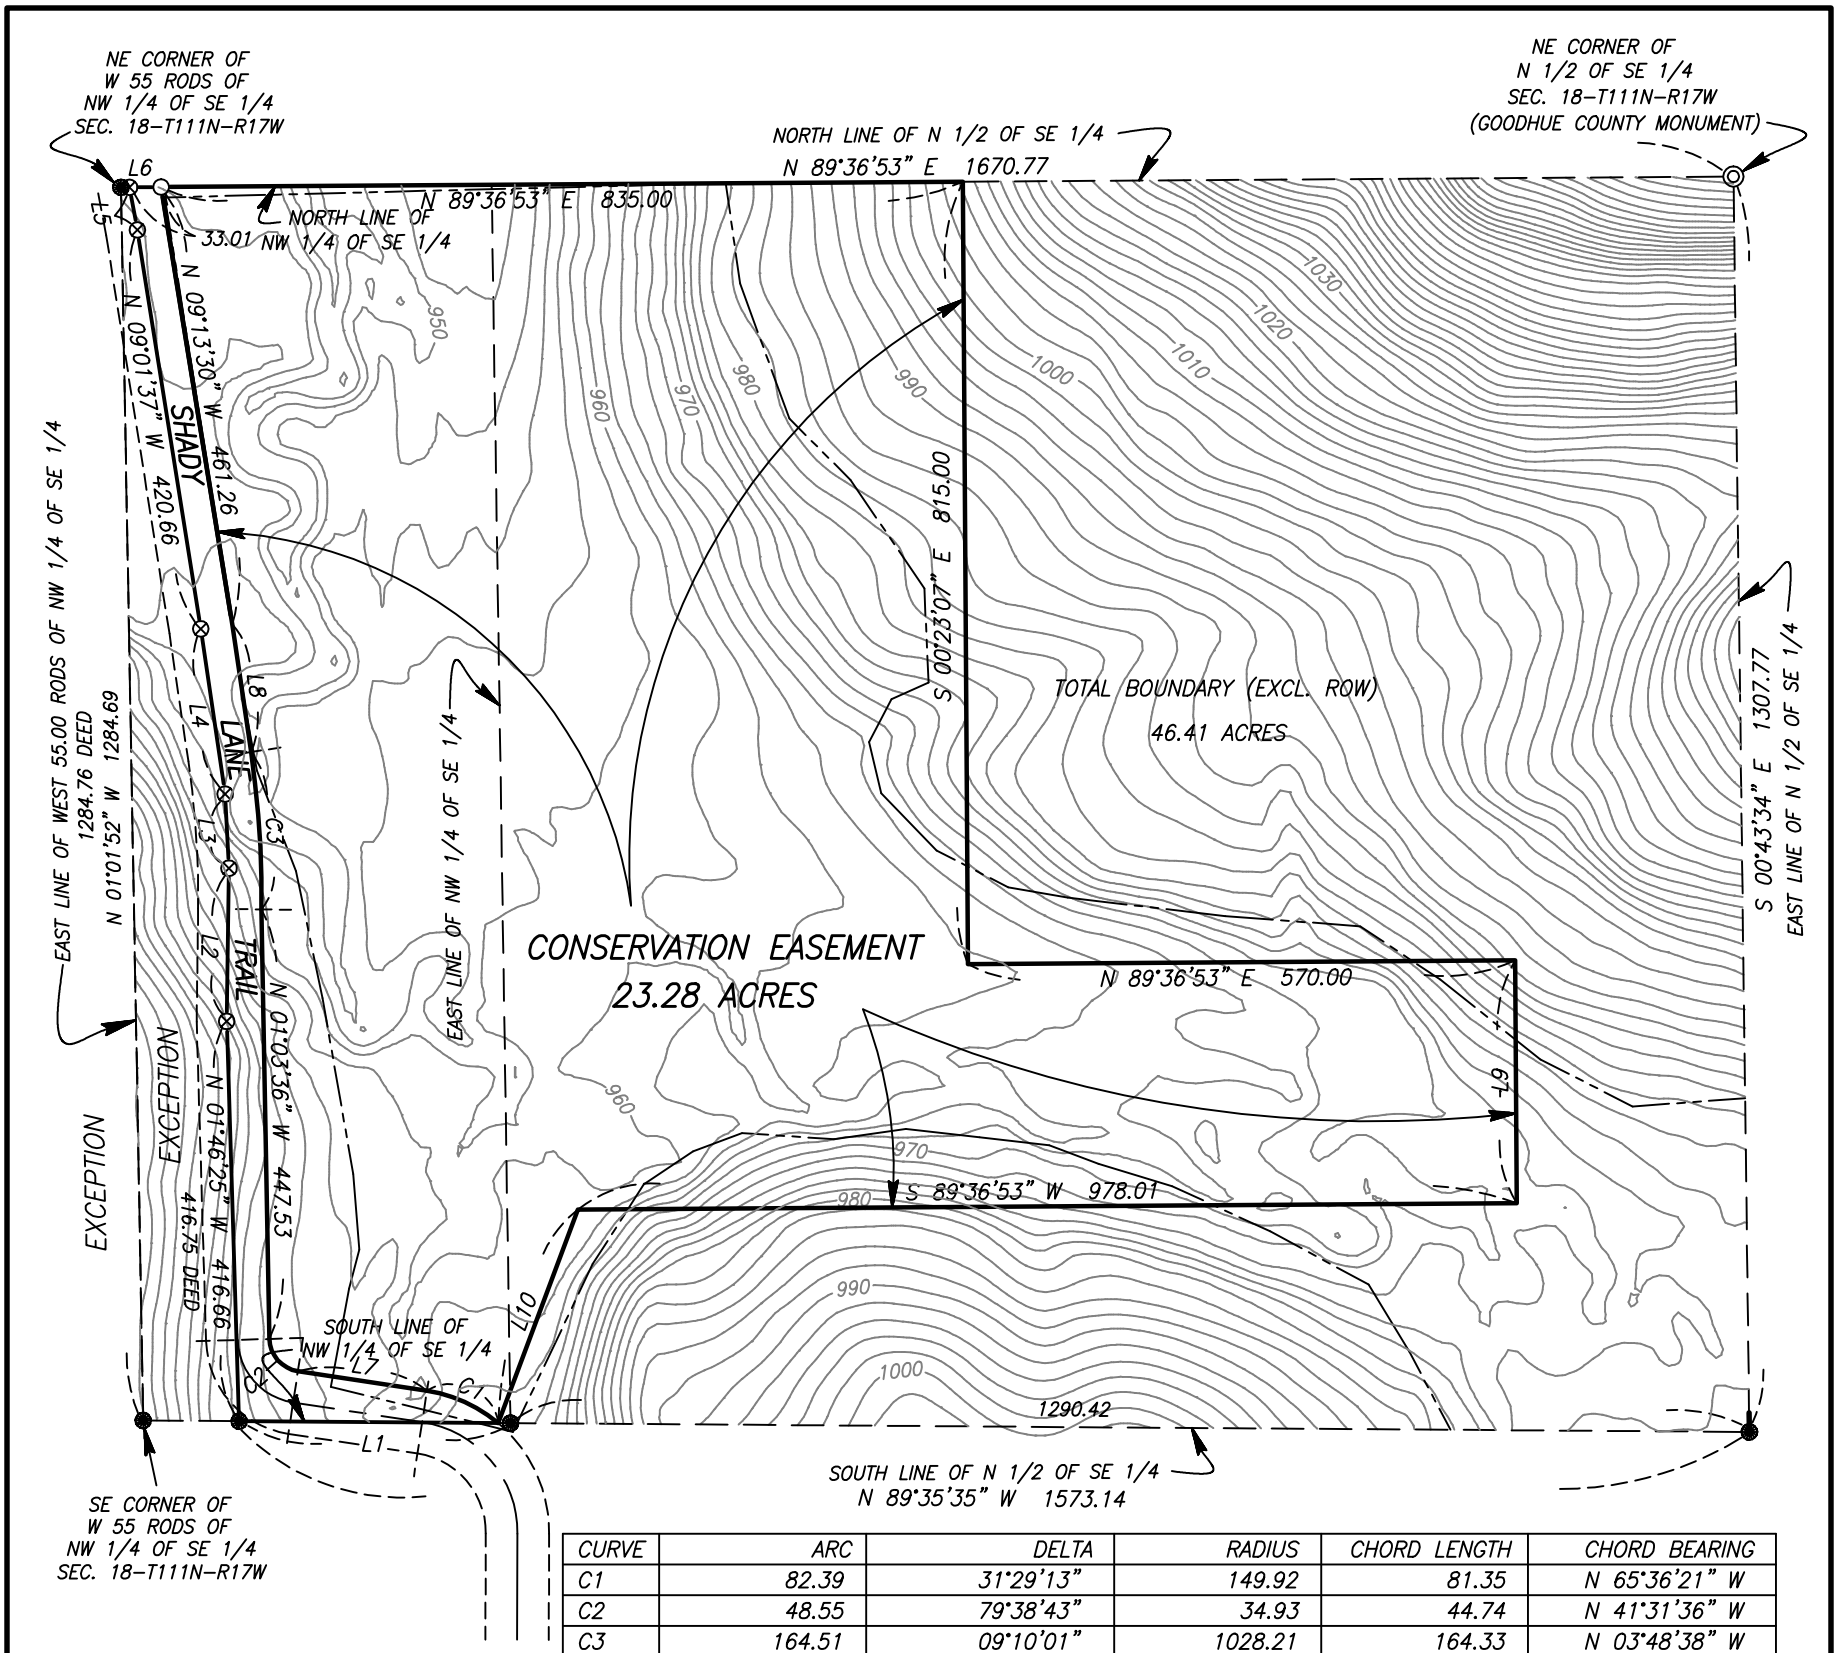 NE CORNER OF
W 55 RODS OF
NW 1/4 OF SE 1/4
SEC. 18-T111N-R17W
NE CORNER OF
N 1/2 OF SE 1/4
SEC. 18-T111N-R17W
(GOODHUE COUNTY MONUMENT)
NORTH LINE OF N 1/2 OF SE 1/4
N 89°36'53" E 1670.77
L6
N 89°36'53" E 835.00
NORTH LINE OF
NW 1/4 OF SE 1/4
33.01
L5
N 09°13'30" W 461.26
N 09°01'37" W 420.66
SHADY
LANE
TRAIL
950
960
970
980
990
1000
1010
1020
1030
EAST LINE OF WEST 55.00 RODS OF NW 1/4 OF SE 1/4
1284.76 DEED
N 01°01'52" W 1284.69
S 00°23'07" E 815.00
TOTAL BOUNDARY (EXCL. ROW)
46.41 ACRES
S 00°43'34" E 1307.77
EAST LINE OF N 1/2 OF SE 1/4
EAST LINE OF NW 1/4 OF SE 1/4
L8
L4
L3
C3
L2
CONSERVATION EASEMENT
23.28 ACRES
N 89°36'53" E 570.00
L9
N 01°03'36" W 447.53
N 01°46'25" W 416.66
416.75 DEED
EXCEPTION
EXCEPTION
960
970
980
990
1000
S 89°36'53" W 978.01
L10
SOUTH LINE OF
NW 1/4 OF SE 1/4
L7
C2
C1
L1
1290.42
SOUTH LINE OF N 1/2 OF SE 1/4
N 89°35'35" W 1573.14
SE CORNER OF
W 55 RODS OF
NW 1/4 OF SE 1/4
SEC. 18-T111N-R17W
CURVE ARC DELTA RADIUS CHORD LENGTH CHORD BEARING
C1 82.39 31°29'13" 149.92 81.35 N 65°36'21" W
C2 48.55 79°38'43" 34.93 44.74 N 41°31'36" W
C3 164.51 09°10'01" 1028.21 164.33 N 03°48'38" W